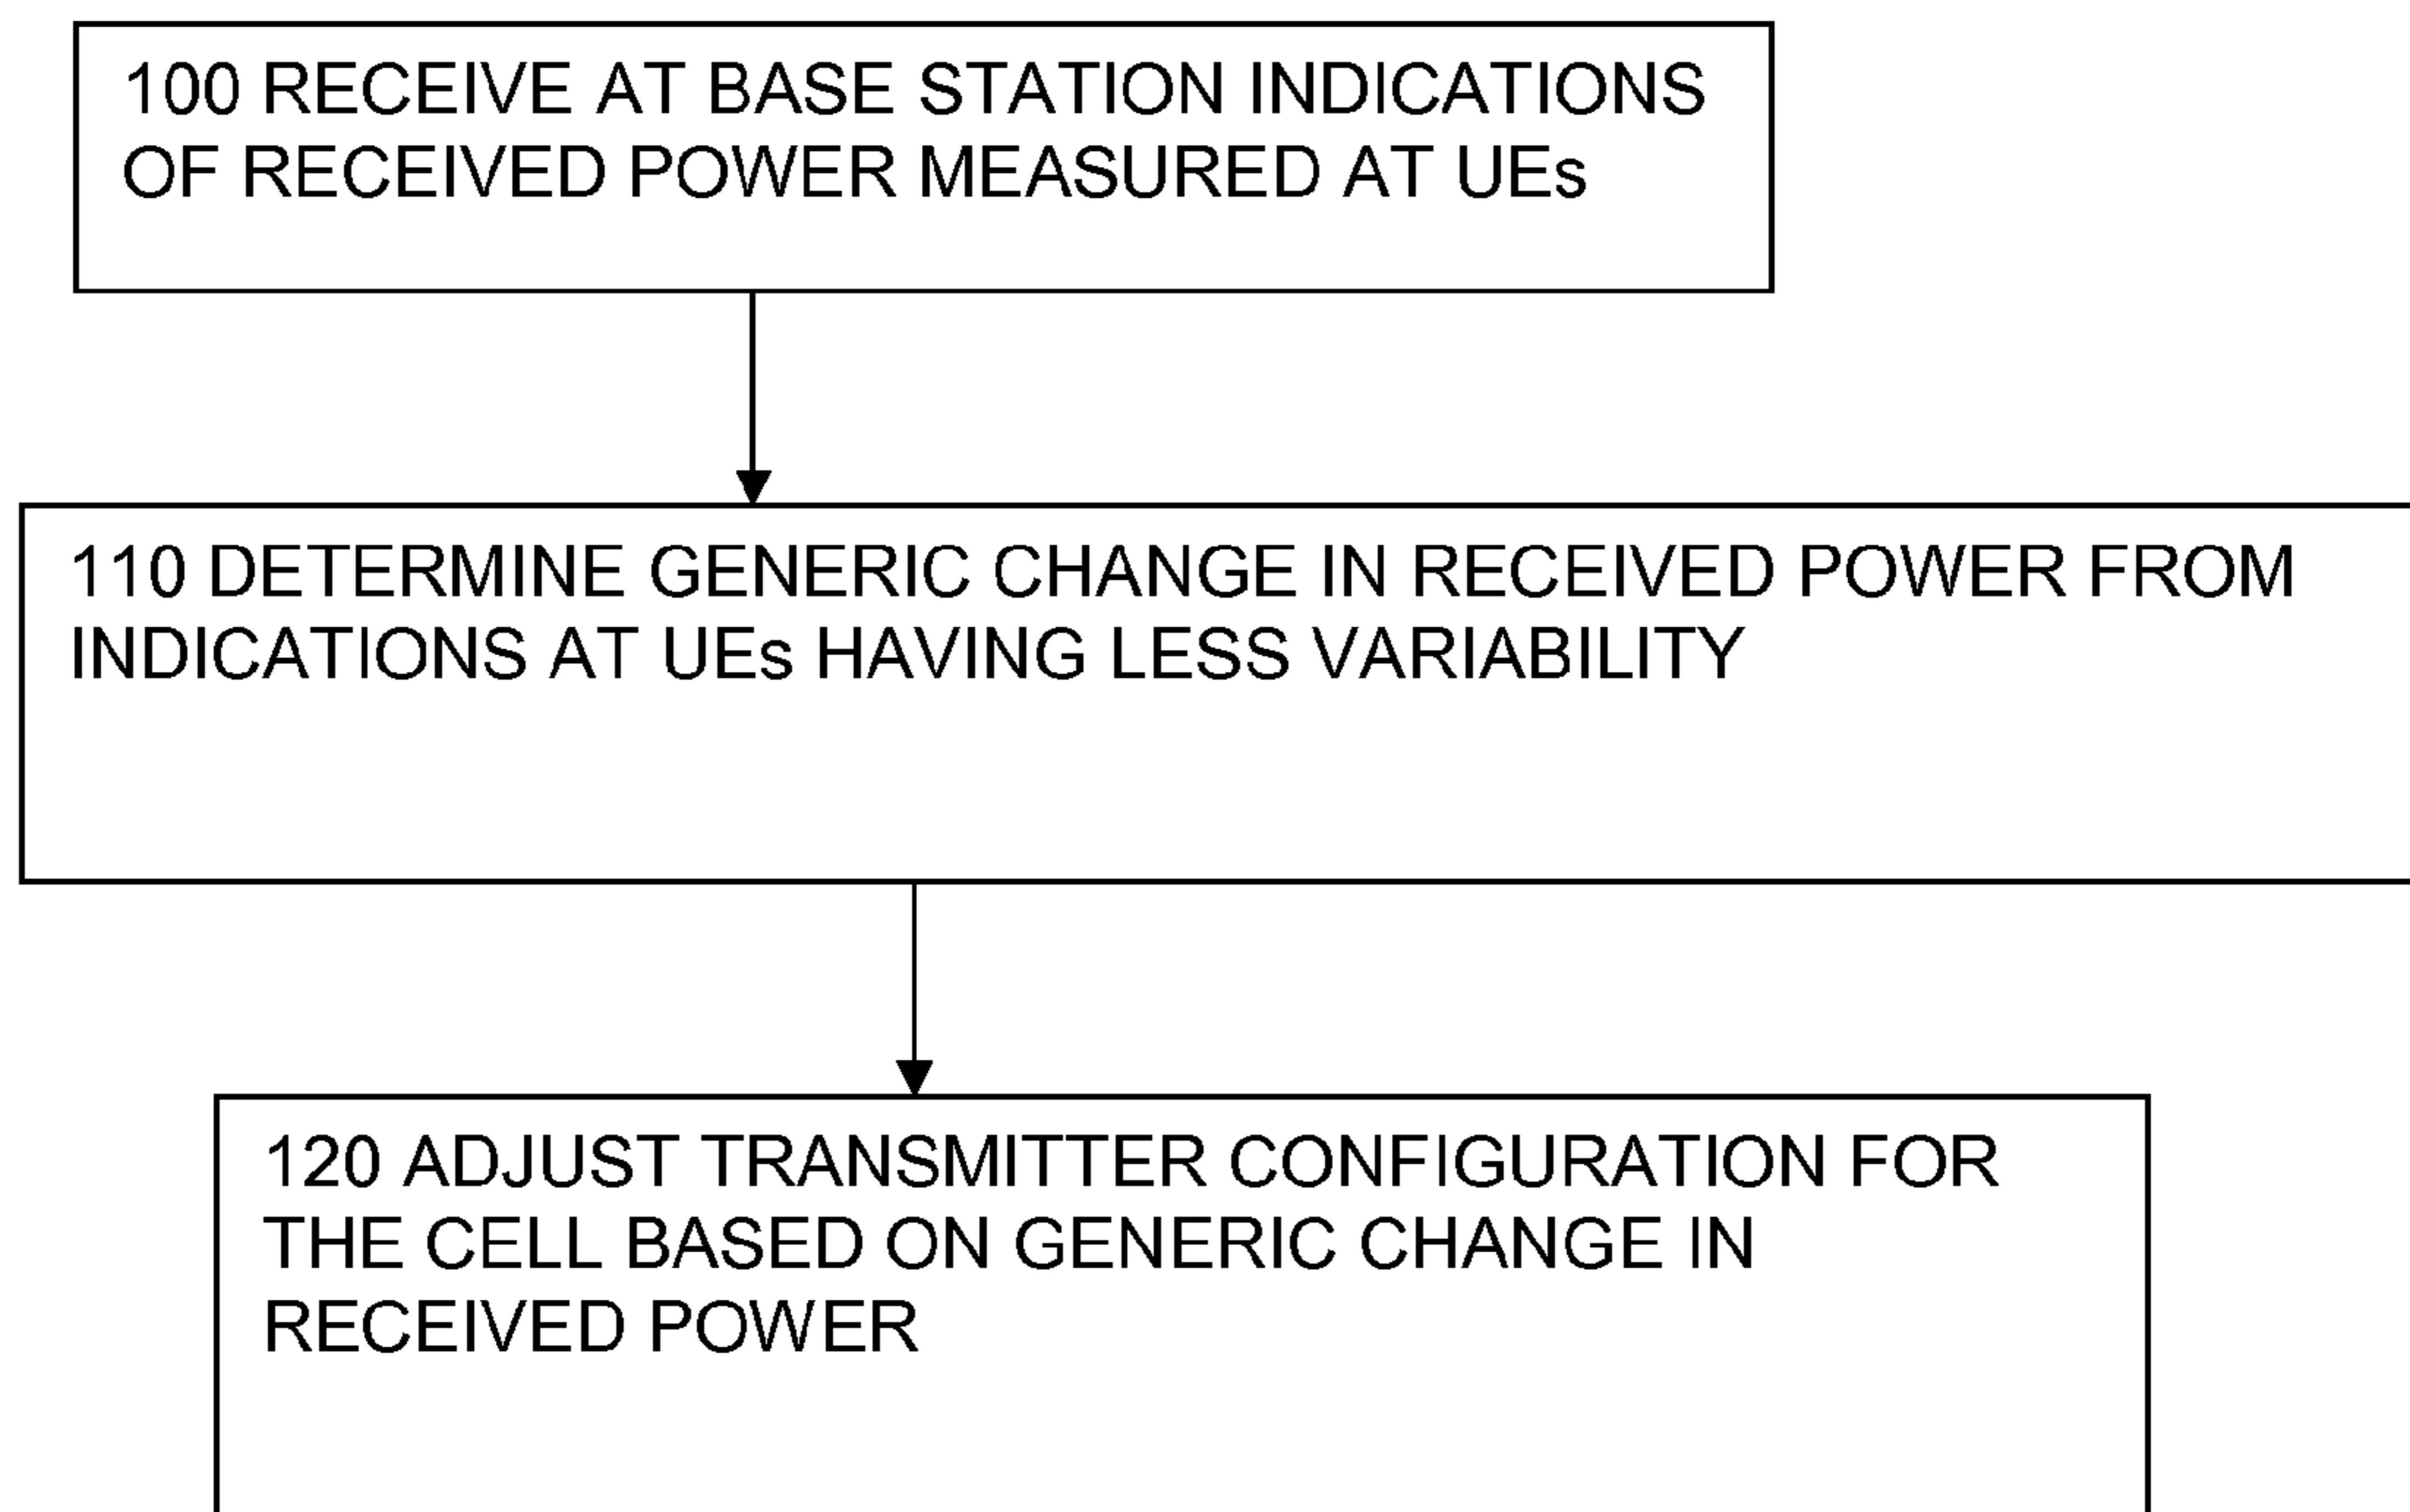 100 RECEIVE AT BASE STATION INDICATIONS
OF RECEIVED POWER MEASURED AT UEs
110 DETERMINE GENERIC CHANGE IN RECEIVED POWER FROM
INDICATIONS AT UEs HAVING LESS VARIABILITY
120 ADJUST TRANSMITTER CONFIGURATION FOR
THE CELL BASED ON GENERIC CHANGE IN
RECEIVED POWER